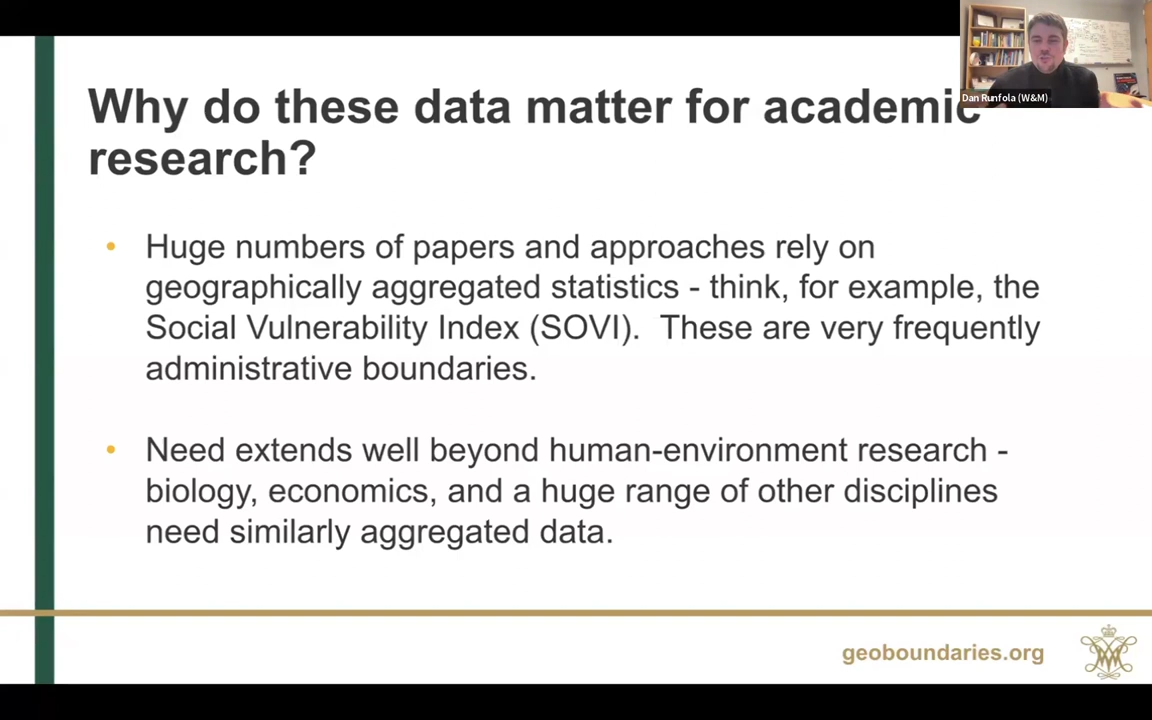 Why do these data matter for academic
research?
Dan Runfola (W&M)
• Huge numbers of papers and approaches rely on
geographically aggregated statistics - think, for example, the
Social Vulnerability Index (SOVI).  These are very frequently
administrative boundaries.
• Need extends well beyond human-environment research -
biology, economics, and a huge range of other disciplines
need similarly aggregated data.
geoboundaries.org